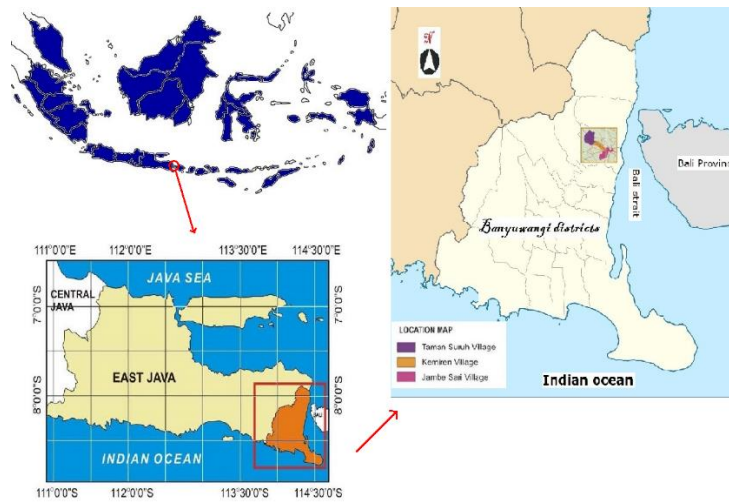 Bali Provinc
Bali strait
Banyuwangi districts
LOCATION MAP
Taman Suruh Village
Kemiren Village
Jambe Sari Village
Indian ocean
111°0'0"E
112°0'0"
113°30'0"
114°30'0"
JAVA SEA
CENTRAL
JAVA
7°0'0"S
7°0'0"S
EAST JAVA
8°0'0"S
8°0'0"S
BALI
INDIAN OCEAN
111°0'0"E
112°0'0"
113°30'0"
114°30'0"